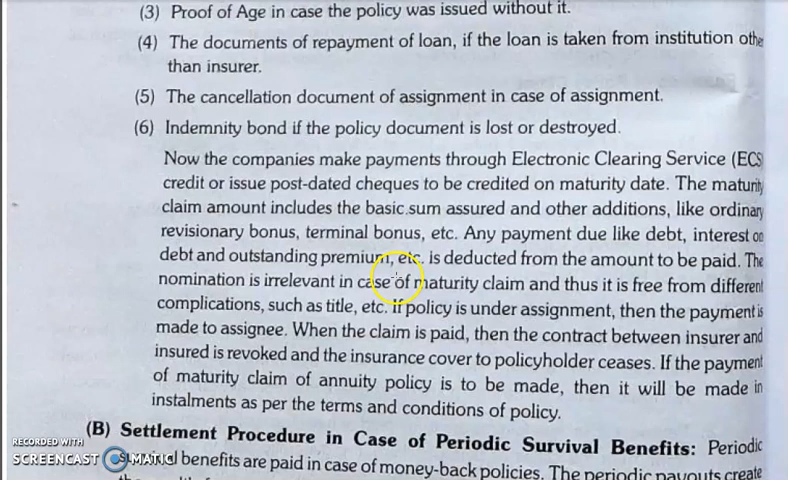 (3) Proof of Age in case the policy was issued without it.
(4) The documents of repayment of loan, if the loan is taken from institution othe
than insurer.
(5) The cancellation document of assignment in case of assignment.
(6) Indemnity bond if the policy document is lost or destroyed.
Now the companies make payments through Electronic Clearing Service (ECS
credit or issue post-dated cheques to be credited on maturity date. The maturity
claim amount includes the basic sum assured and other additions, like ordinary
revisionary bonus, terminal bonus, etc. Any payment due like debt, interest on
debt and outstanding premium, etc. is deducted from the amount to be paid. The
nomination is irrelevant in case of maturity claim and thus it is free from different
complications, such as title, etc. If policy is under assignment, then the payment is
made to assignee. When the claim is paid, then the contract between insurer and
insured is revoked and the insurance cover to policyholder ceases. If the payment
of maturity claim of annuity policy is to be made, then it will be made in
instalments as per the terms and conditions of policy.
(B) Settlement Procedure in Case of Periodic Survival Benefits: Periodic
benefits are paid in case of money-back policies. The periodic payouts create
RECORDED WITH
SCREENCAST MATIC